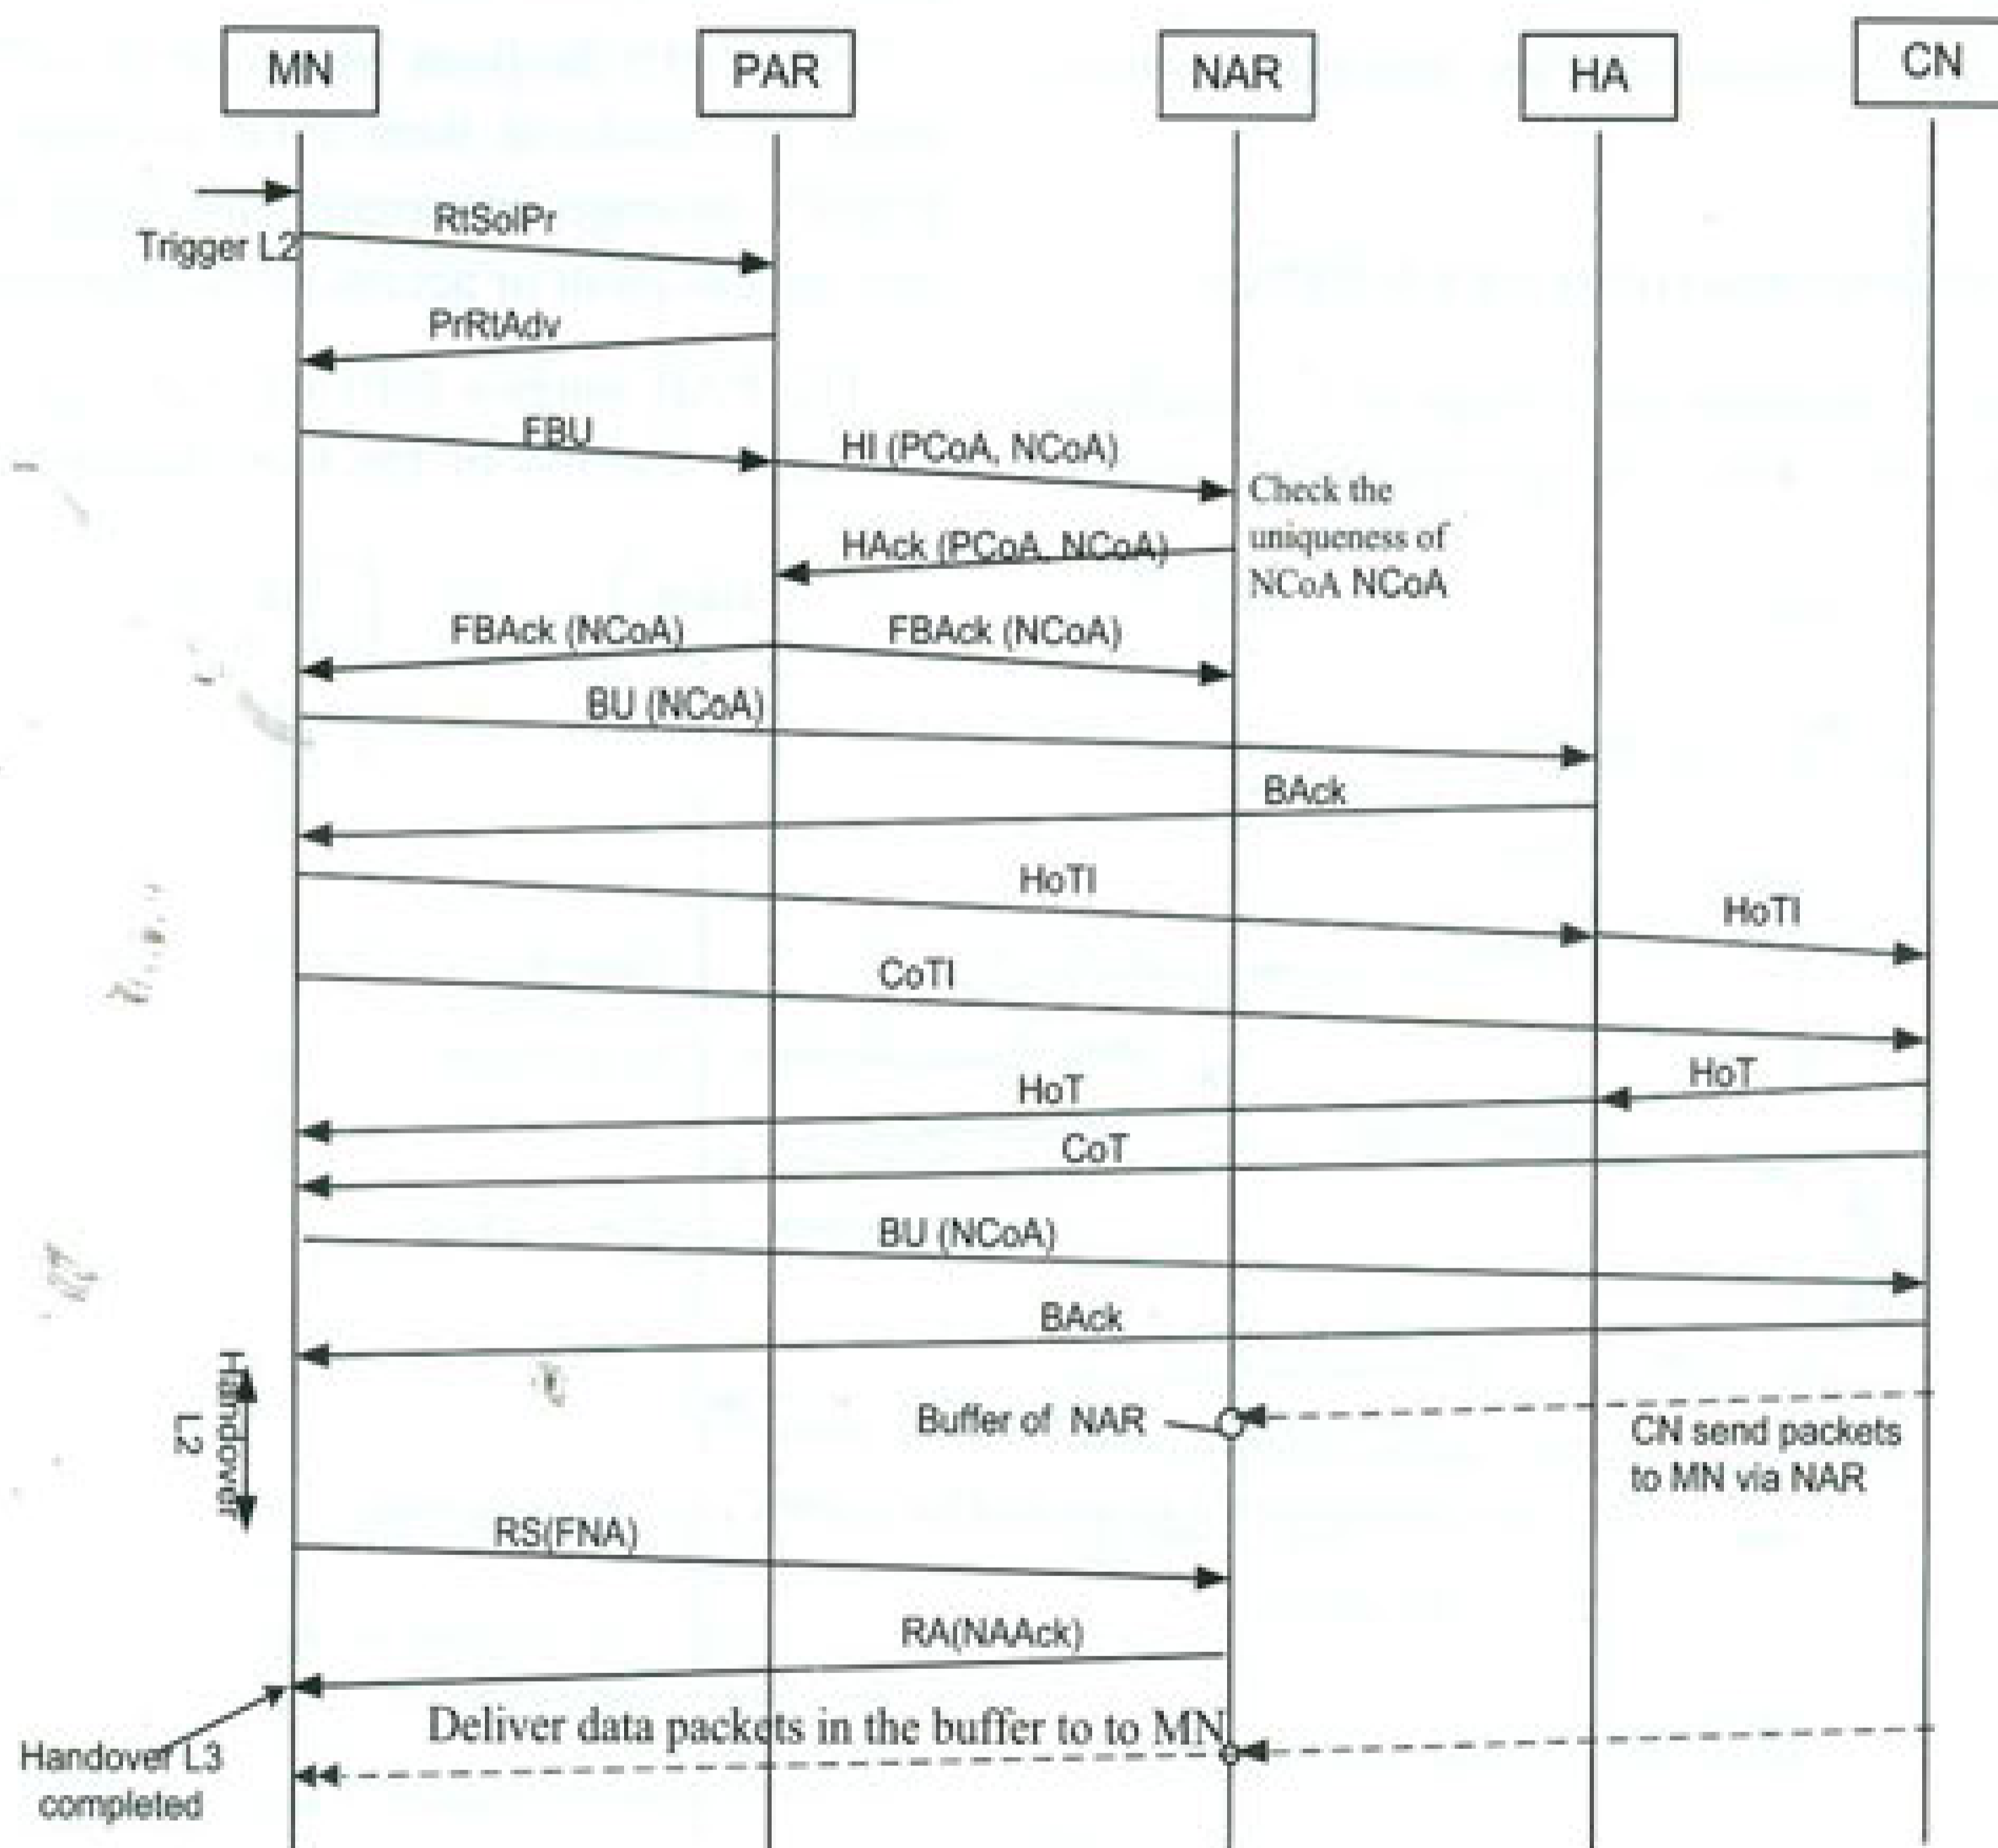 MN
PAR
NAR
HA
CN
Trigger L2
RtSolPr
PrRtAdv
FBU
HI (PCoA, NCoA)
Check the
uniqueness of
NCoA NCoA
HAck (PCoA, NCoA)
FBAck (NCoA)
FBAck (NCoA)
BU (NCoA)
BAck
HoTI
HoTI
CoTI
HoT
HoT
CoT
BU (NCoA)
BAck
Handover
L2
Buffer of NAR
CN send packets
to MN via NAR
RS(FNA)
RA(NAAck)
Deliver data packets in the buffer to to MN
Handover L3
completed